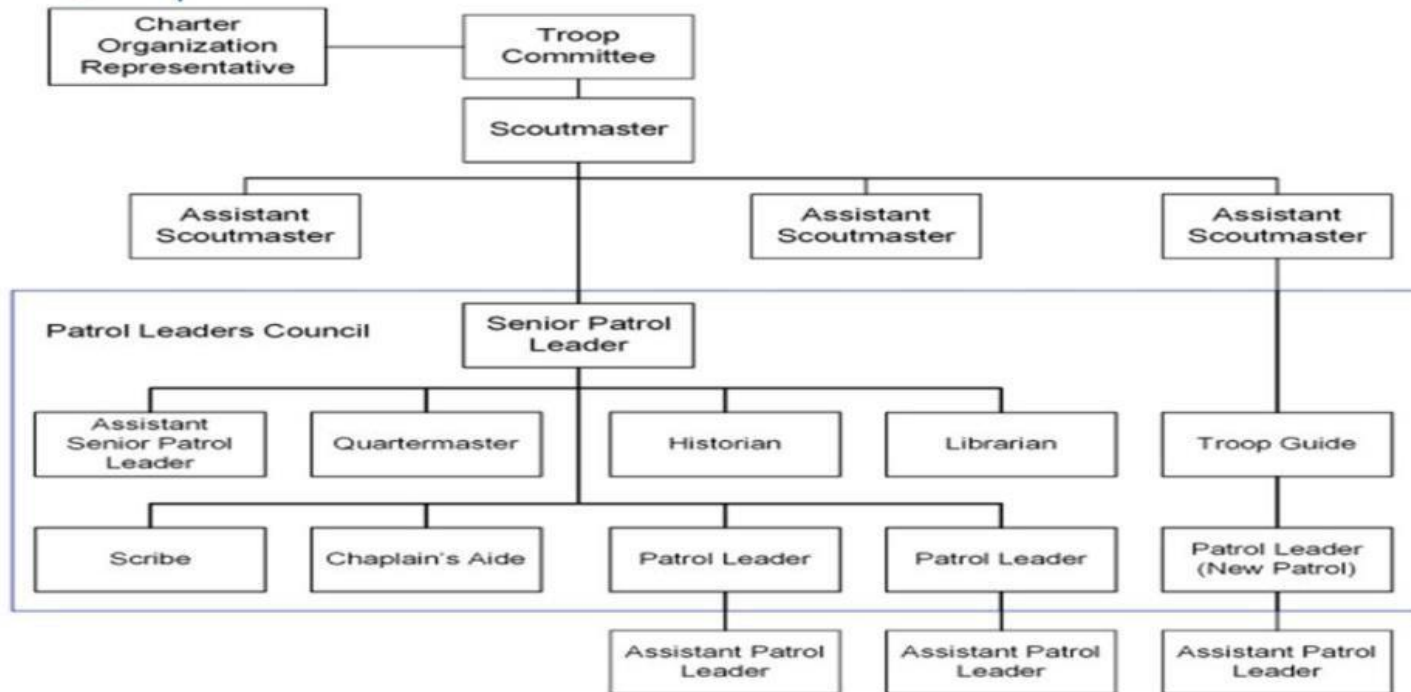 Charter
Organization
Representative
Troop
Committee
Scoutmaster
Assistant
Scoutmaster
Assistant
Scoutmaster
Assistant
Scoutmaster
Patrol Leaders Council
Senior Patrol
Leader
Assistant
Senior Patrol
Leader
Quartermaster
Historian
Librarian
Troop Guide
Scribe
Chaplain's Aide
Patrol Leader
Patrol Leader
Patrol Leader
(New Patrol)
Assistant Patrol
Leader
Assistant Patrol
Leader
Assistant Patrol
Leader